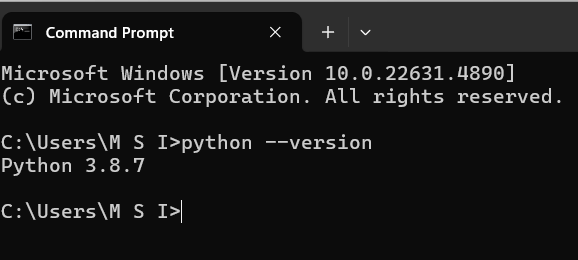 Command Prompt
Microsoft Windows [Version 10.0.22631.4890]
(c) Microsoft Corporation. All rights reserved.
C:\Users\M S I>python --version
Python 3.8.7
C:\Users\M S I>